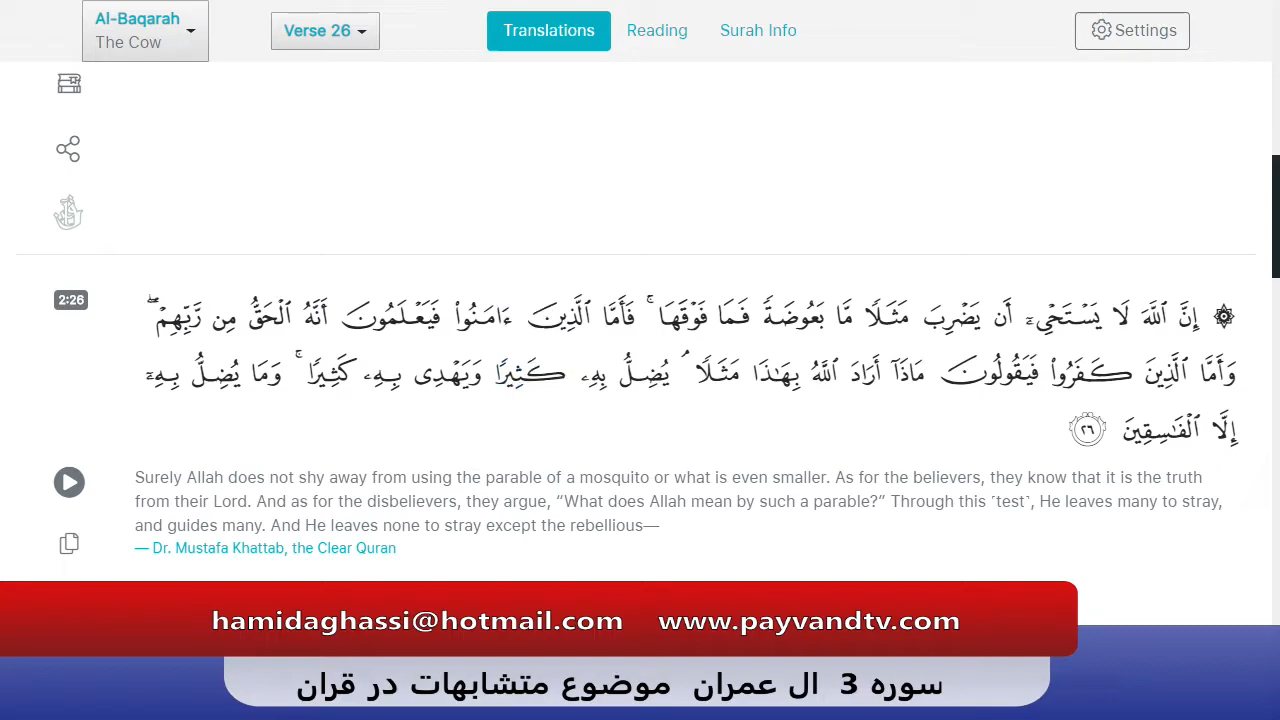 Al-Baqarah
The Cow
Verse 26
Translations
Reading
Surah Info
Settings
2:26
۞ إِنَّ ٱللَّهَ لَا يَسْتَحْىِۦٓ أَن يَضْرِبَ مَثَلًا مَّا بَعُوضَةً فَمَا فَوْقَهَا ۚ فَأَمَّا ٱلَّذِينَ ءَامَنُوا۟ فَيَعْلَمُونَ أَنَّهُ ٱلْحَقُّ مِن رَّبِّهِمْ ۖ
وَأَمَّا ٱلَّذِينَ كَفَرُوا۟ فَيَقُولُونَ مَاذَآ أَرَادَ ٱللَّهُ بِهَـٰذَا مَثَلًا ۘ يُضِلُّ بِهِۦ كَثِيرًا وَيَهْدِى بِهِۦ كَثِيرًا ۚ وَمَا يُضِلُّ بِهِۦٓ
إِلَّا ٱلْفَـٰسِقِينَ ٢٦
Surely Allah does not shy away from using the parable of a mosquito or what is even smaller. As for the believers, they know that it is the truth
from their Lord. And as for the disbelievers, they argue, “What does Allah mean by such a parable?” Through this ˹test˺, He leaves many to stray,
and guides many. And He leaves none to stray except the rebellious—
— Dr. Mustafa Khattab, the Clear Quran
hamidaghassi@hotmail.com www.payvandtv.com
سوره 3 ال عمران موضوع متشابهات در قران